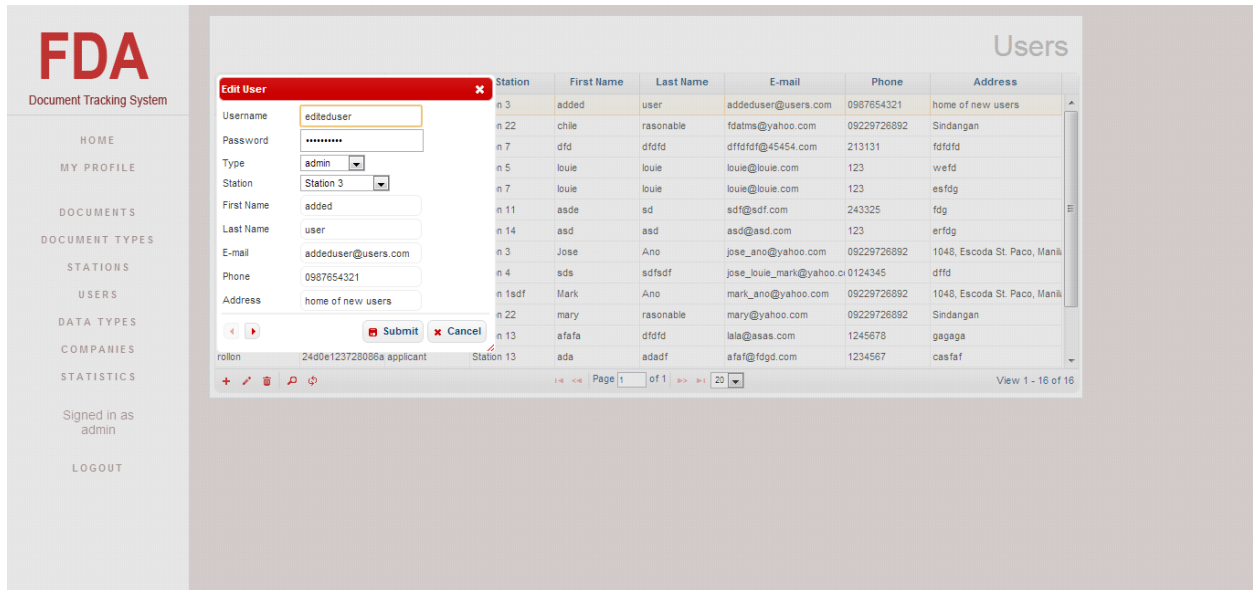 FDA
Document Tracking System
HOME
MY PROFILE
DOCUMENTS
DOCUMENT TYPES
STATIONS
USERS
DATA TYPES
COMPANIES
STATISTICS
Signed in as
admin
LOGOUT
Users
Edit User
Username editeduser
Password ••••••••••
Type admin
Station Station 3
First Name added
Last Name user
E-mail addeduser@users.com
Phone 0987654321
Address home of new users
Submit Cancel
Station First Name Last Name E-mail Phone Address
n 3 added user addeduser@users.com 0987654321 home of new users
n 22 chile rasonable fdatms@yahoo.com 09229726892 Sindangan
n 7 dfd dfdfd dffdfdf@45454.com 213131 fdfdfd
n 5 louie louie louie@louie.com 123 wefd
n 7 louie louie louie@louie.com 123 esfdg
n 11 asde sd sdf@sdf.com 243325 fdg
n 14 asd asd asd@asd.com 123 erfdg
n 3 Jose Ano jose_ano@yahoo.com 09229726892 1048, Escoda St. Paco, Manila
n 4 sds sdfsdf jose_louie_mark@yahoo.c 0124345 dffd
n 1sdf Mark Ano mark_ano@yahoo.com 09229726892 1048, Escoda St. Paco, Manila
n 22 mary rasonable mary@yahoo.com 09229726892 Sindangan
n 13 afafa dfdfd lala@asas.com 1245678 gagaga
rollon 24d0e123728086a applicant Station 13 ada adadf afaf@fdgd.com 1234567 casfaf
Page 1 of 1 20 View 1 - 16 of 16